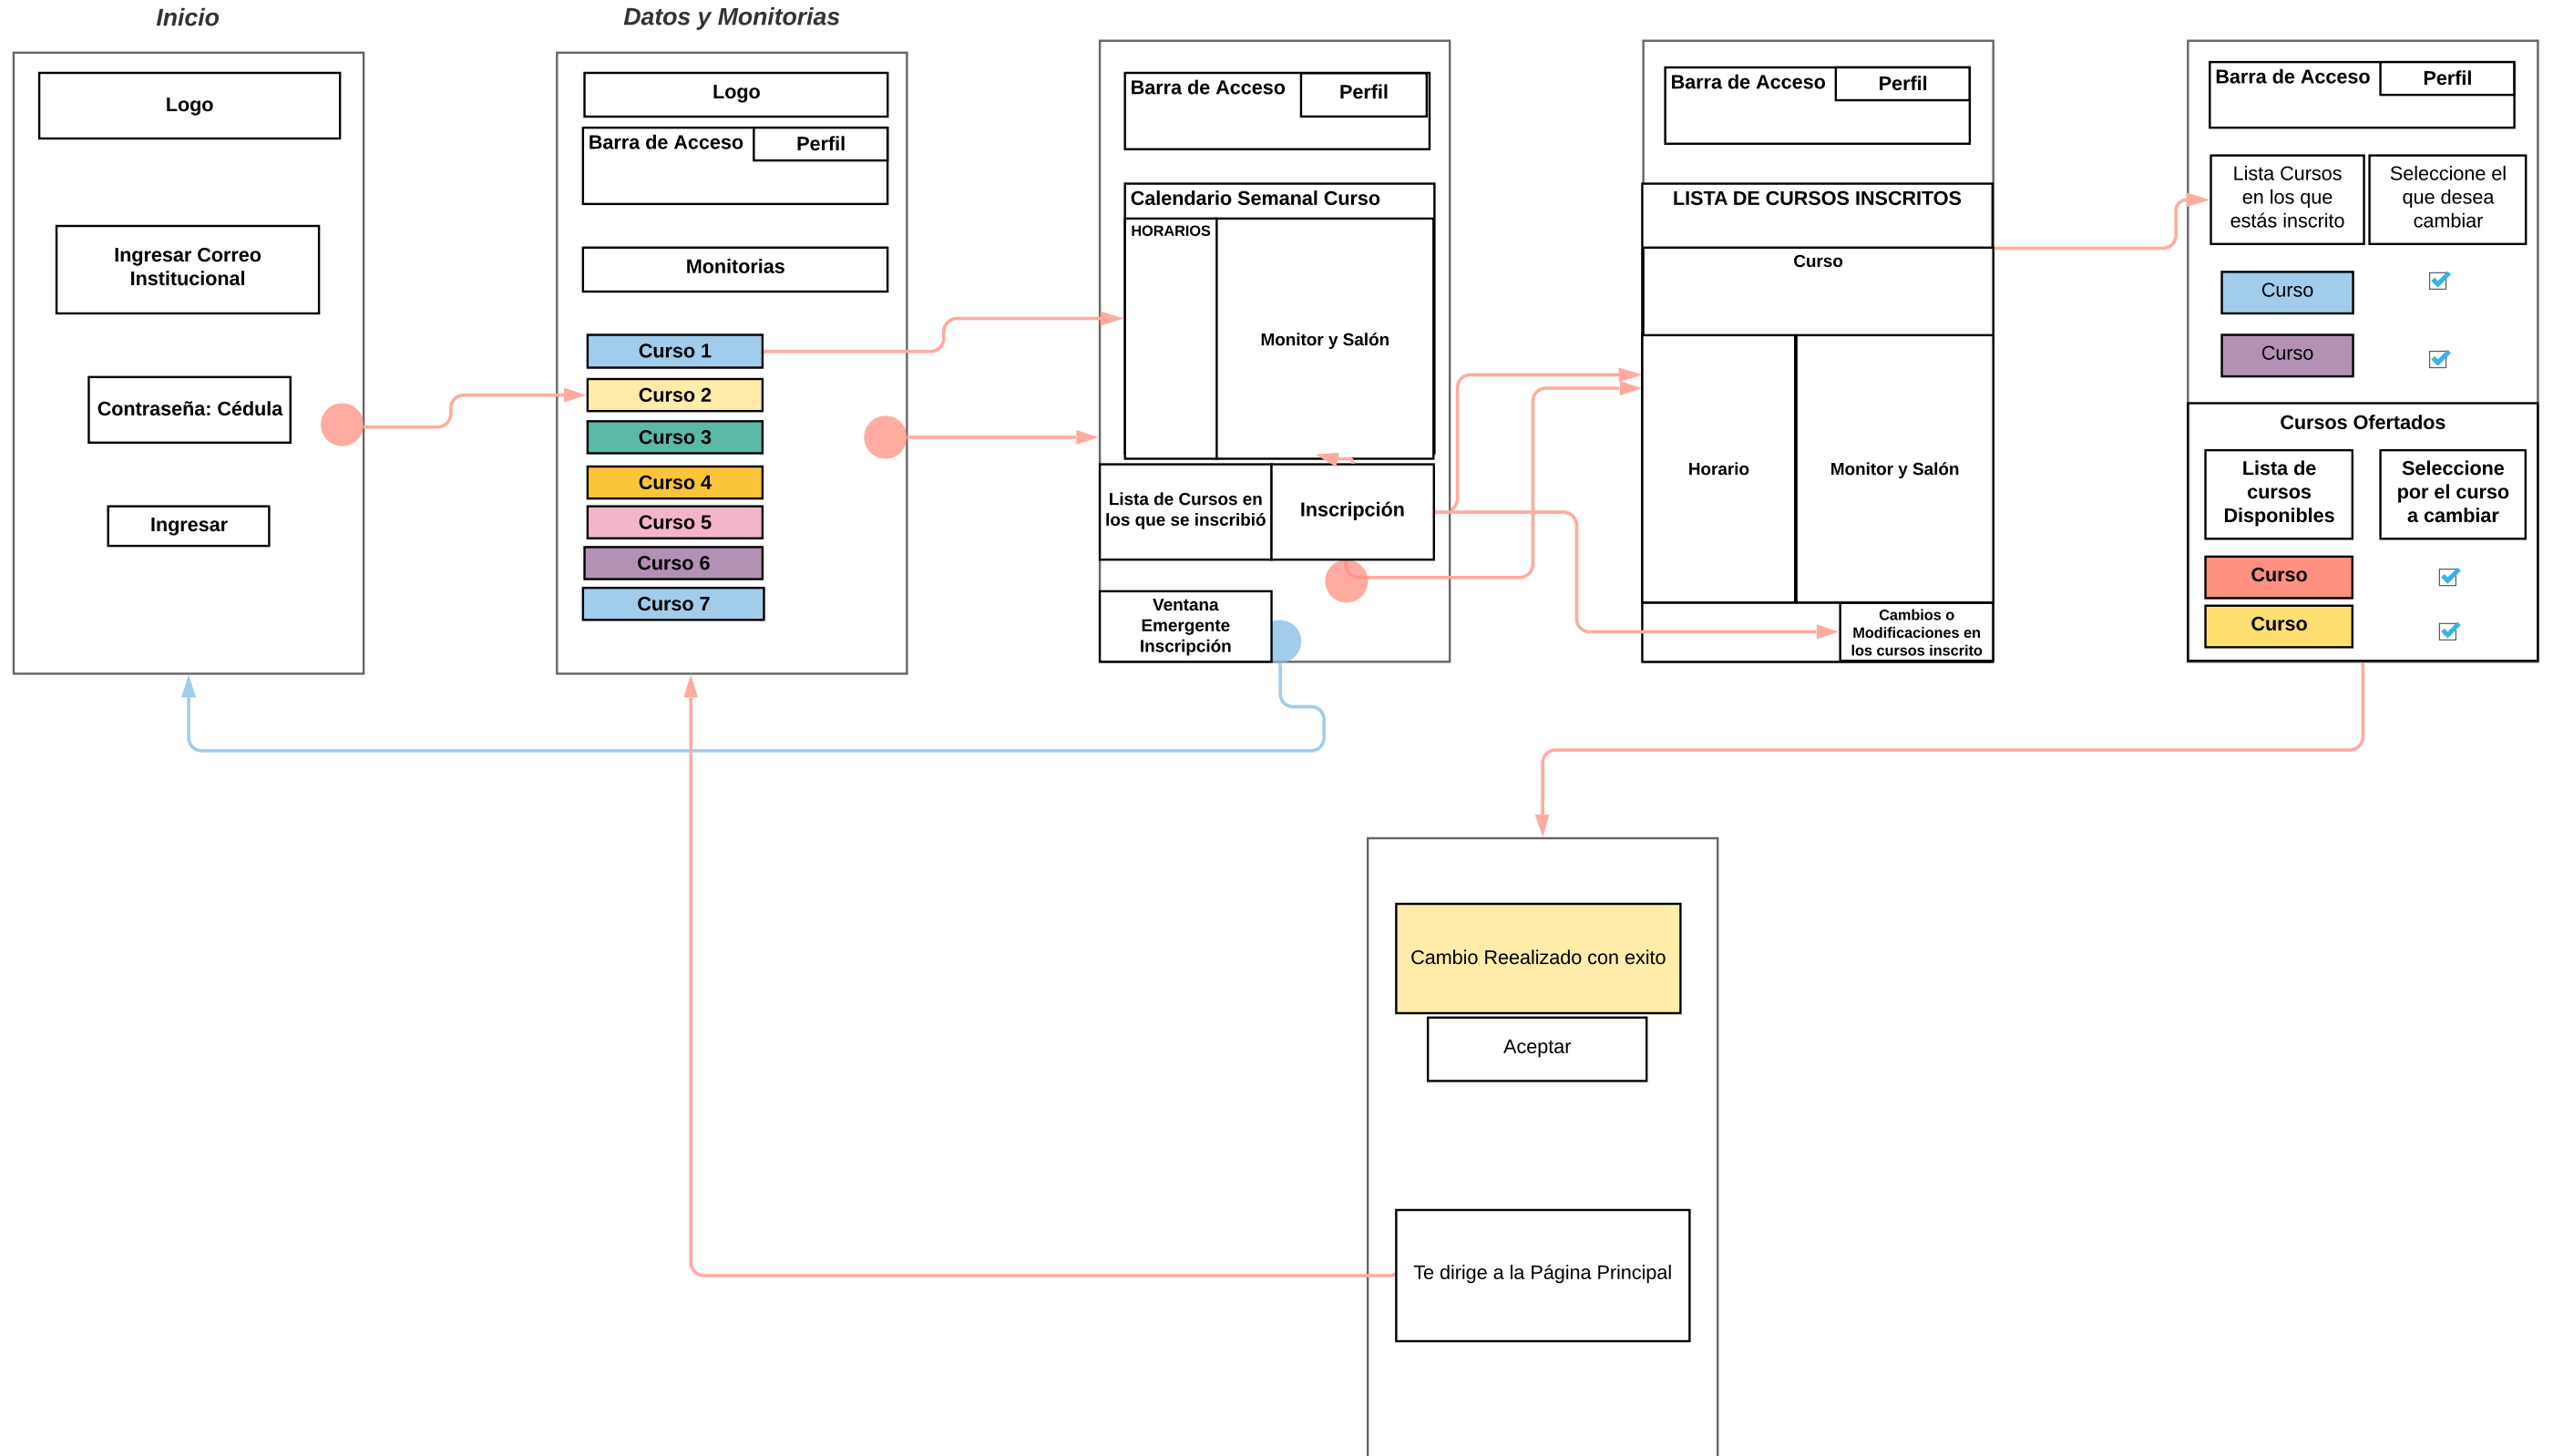 Inicio
Logo
Ingresar Correo
Institucional
Contraseña: Cédula
Ingresar
Datos y Monitorias
Logo
Barra de Acceso
Perfil
Monitorias
Curso 1
Curso 2
Curso 3
Curso 4
Curso 5
Curso 6
Curso 7
Barra de Acceso
Perfil
Calendario Semanal Curso
HORARIOS
Monitor y Salón
Lista de Cursos en
los que se inscribió
Inscripción
Ventana
Emergente
Inscripción
Barra de Acceso
Perfil
LISTA DE CURSOS INSCRITOS
Curso
Horario
Monitor y Salón
Cambios o
Modificaciones en
los cursos inscrito
Barra de Acceso
Perfil
Lista Cursos
en los que
estás inscrito
Seleccione el
que desea
cambiar
Curso
Curso
Cursos Ofertados
Lista de
cursos
Disponibles
Seleccione
por el curso
a cambiar
Curso
Curso
Cambio Reealizado con exito
Aceptar
Te dirige a la Página Principal